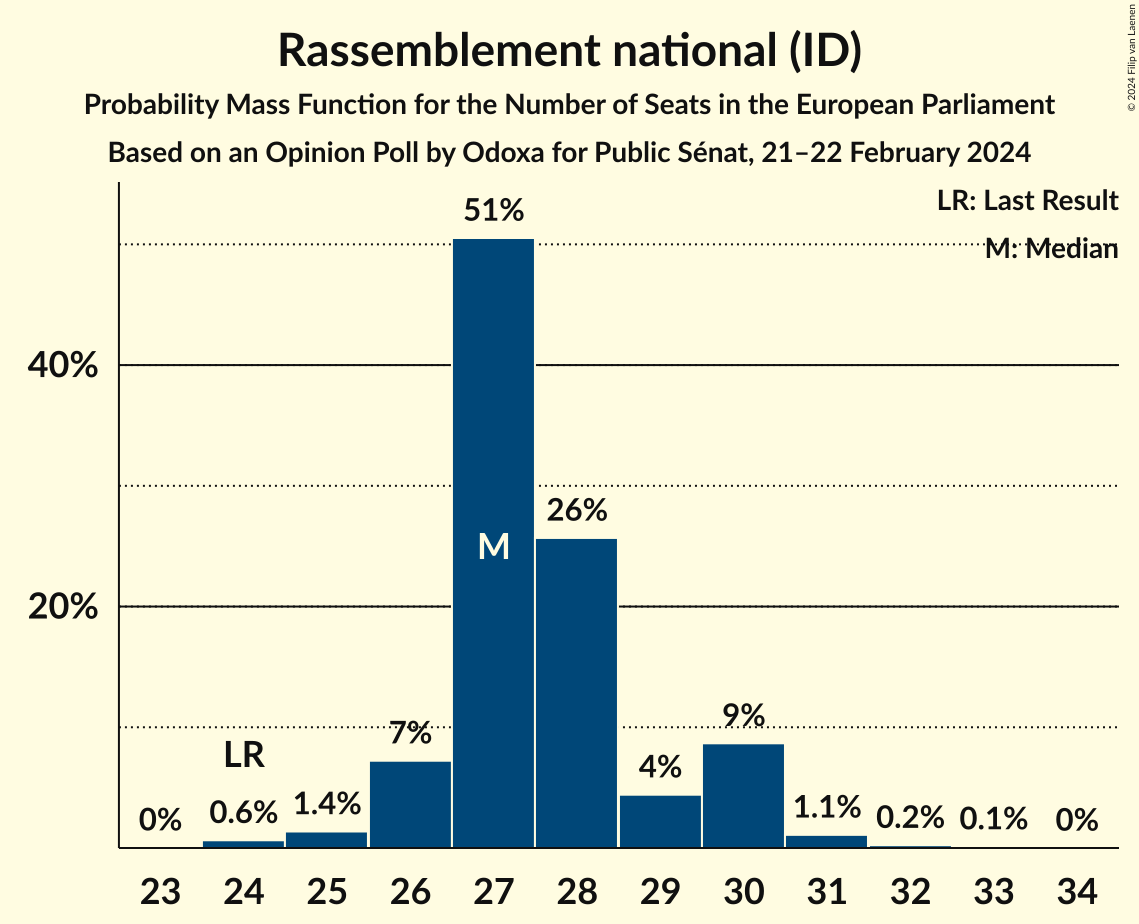 Rassemblement national (ID)
Probability Mass Function for the Number of Seats in the European Parliament
Based on an Opinion Poll by Odoxa for Public Sénat, 21–22 February 2024
© 2024 Filip van Laenen
LR: Last Result
M: Median
51%
40%
26%
M
20%
9%
7%
LR
4%
0%
0.6%
1.4%
1.1%
0.2%
0.1%
0%
23 24 25 26 27 28 29 30 31 32 33 34